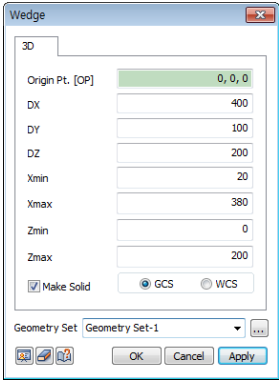 Wedge
3D
Origin Pt. [OP] 0, 0, 0
DX 400
DY 100
DZ 200
Xmin 20
Xmax 380
Zmin 0
Zmax 200
Make Solid GCS WCS
Geometry Set Geometry Set-1 ...
OK Cancel Apply